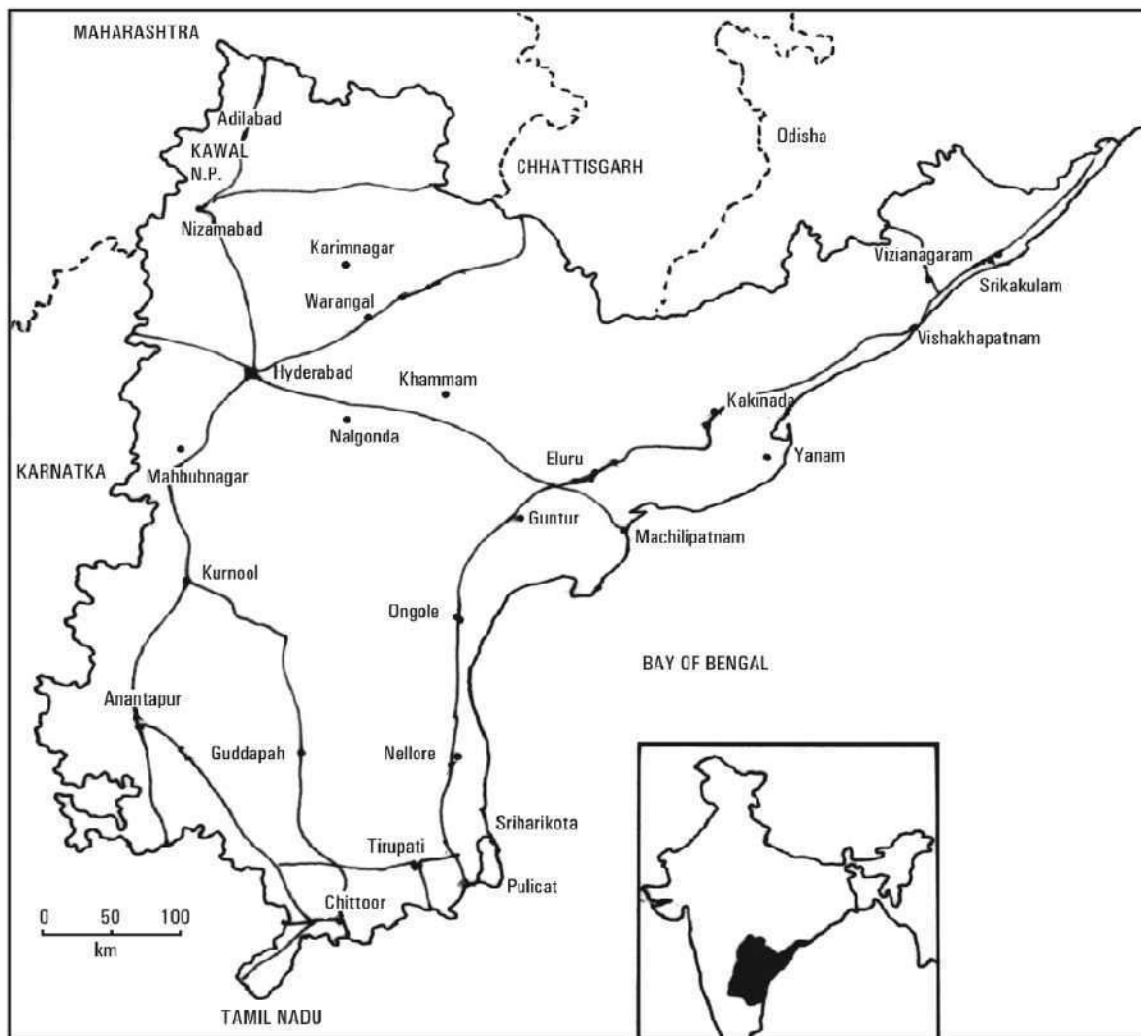 MAHARASHTRA
Adilabad
KAWAL
N.P.
Odisha
CHHATTISGARH
Nizamabad
Karimnagar
Vizianagaram
Srikakulam
Warangal
Vishakhapatnam
Hyderabad
Khammam
Kakinada
Nalgonda
Eluru
Yanam
KARNATKA
Mahbubnagar
Guntur
Machilipatnam
Kurnool
Ongole
BAY OF BENGAL
Anantapur
Guddapah
Nellore
Sriharikota
Tirupati
Pulicat
Chittoor
0 50 100
km
TAMIL NADU